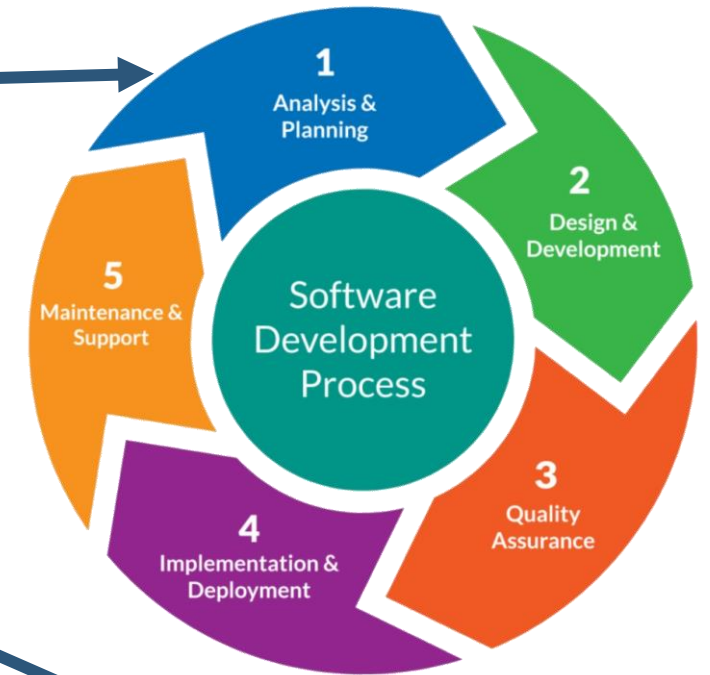 1
Analysis &
Planning
2
Design &
Development
3
Quality
Assurance
4
Implementation &
Deployment
5
Maintenance &
Support
Software
Development
Process